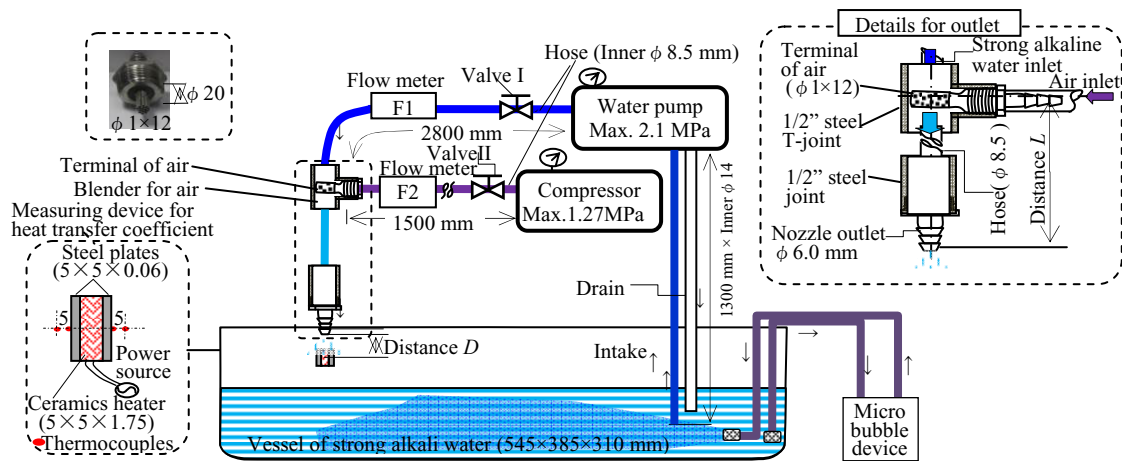 φ 20
φ 1×12
Flow meter
F1
Valve I
Hose (Inner φ 8.5 mm)
Water pump
Max. 2.1 MPa
2800 mm
Terminal of air
Blender for air
Flow meter
F2
ValveII
Compressor
Max.1.27MPa
1500 mm
Measuring device for
heat transfer coefficient
Steel plates
(5×5×0.06)
5
5
Power
source
Ceramics heater
(5×5×1.75)
Thermocouples
Distance D
Drain
Intake
1300 mm × Inner φ 14
Vessel of strong alkali water (545×385×310 mm)
Micro
bubble
device
Details for outlet
Terminal
of air
(φ 1×12)
Strong alkaline
water inlet
Air inlet
1/2” steel
T-joint
1/2” steel
joint
Hose( φ 8.5 )
Distance L
Nozzle outlet
φ 6.0 mm